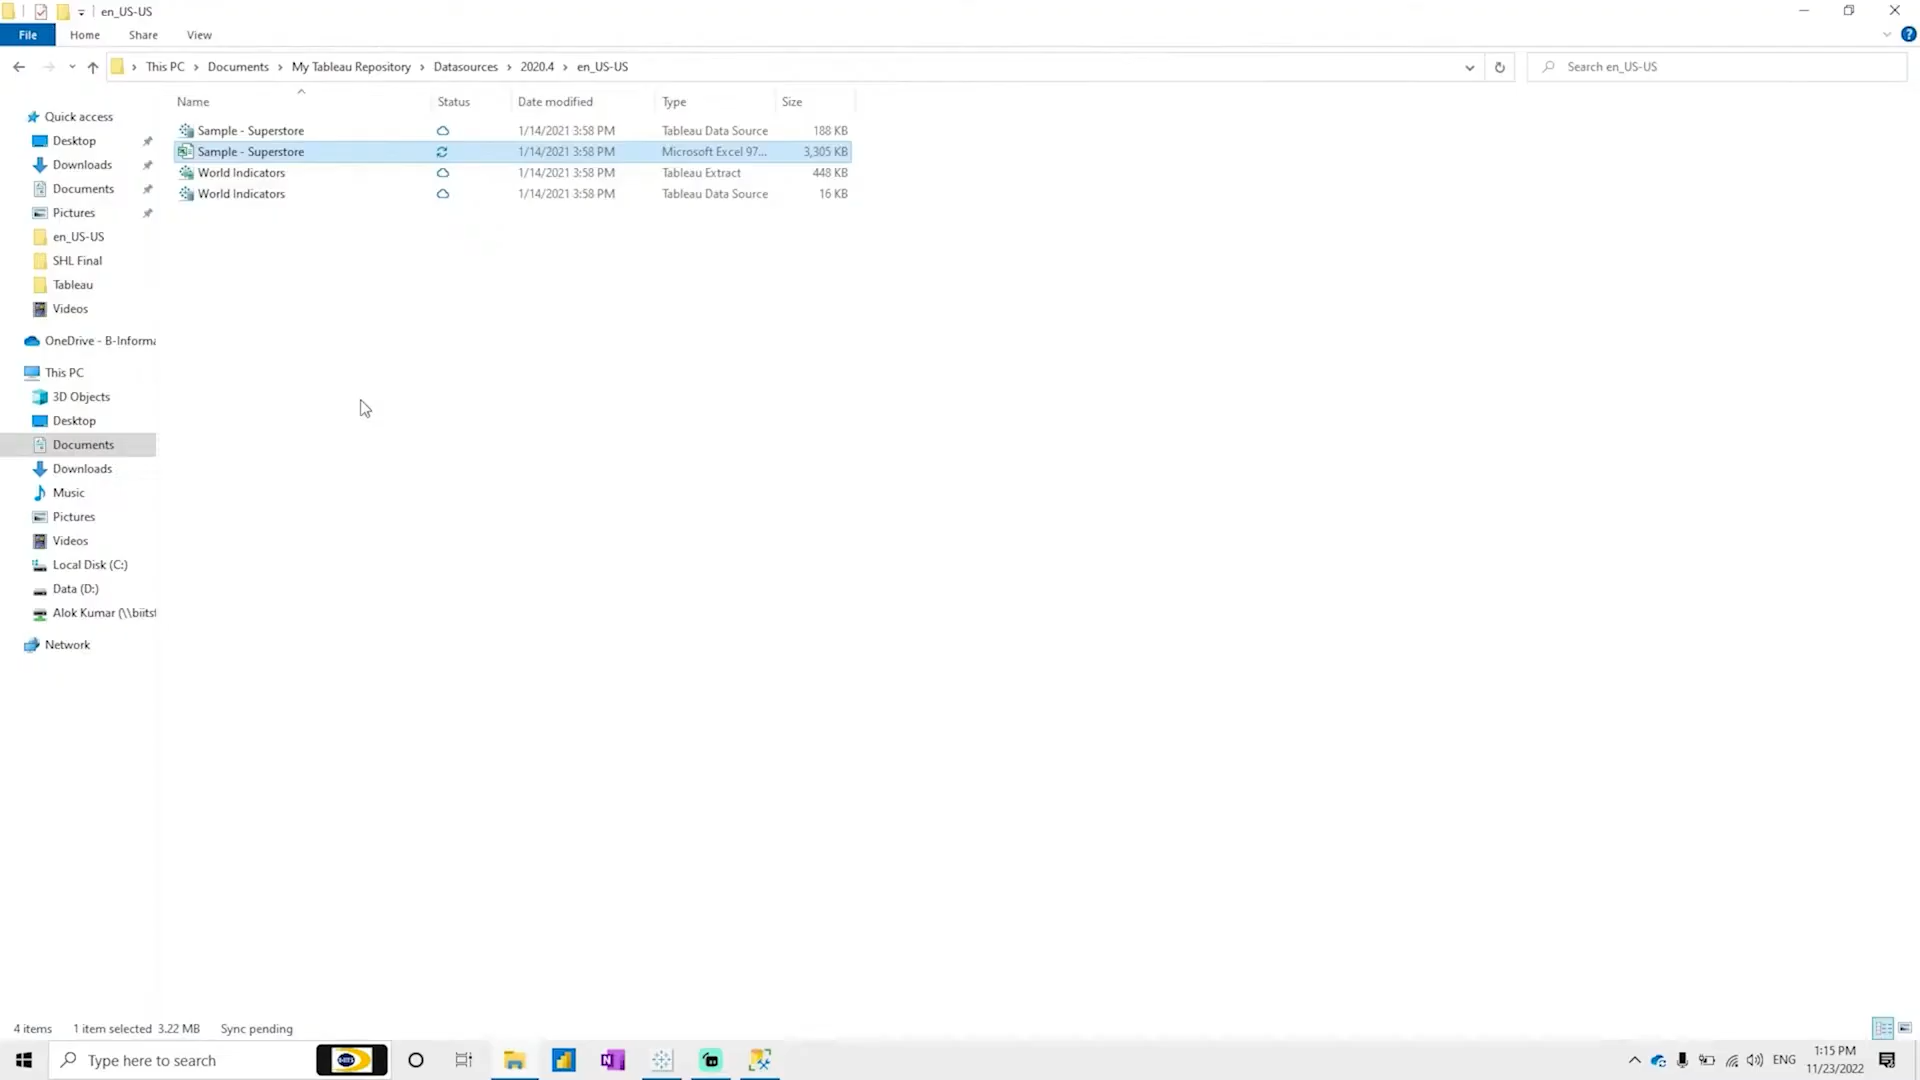 en_US-US
File Home Share View
This PC Documents My Tableau Repository Datasources 2020.4 en_US-US Search en_US-US
Name Status Date modified Type Size
Sample - Superstore 1/14/2021 3:58 PM Tableau Data Source 188 KB
Sample - Superstore 1/14/2021 3:58 PM Microsoft Excel 97... 3,305 KB
World Indicators 1/14/2021 3:58 PM Tableau Extract 448 KB
World Indicators 1/14/2021 3:58 PM Tableau Data Source 16 KB
Quick access
Desktop
Downloads
Documents
Pictures
en_US-US
SHL Final
Tableau
Videos
OneDrive - B-Informa
This PC
3D Objects
Desktop
Documents
Downloads
Music
Pictures
Videos
Local Disk (C:)
Data (D:)
Alok Kumar (\\biitsf
Network
4 items 1 item selected 3.22 MB Sync pending
Type here to search
ENG
1:15 PM
11/23/2022